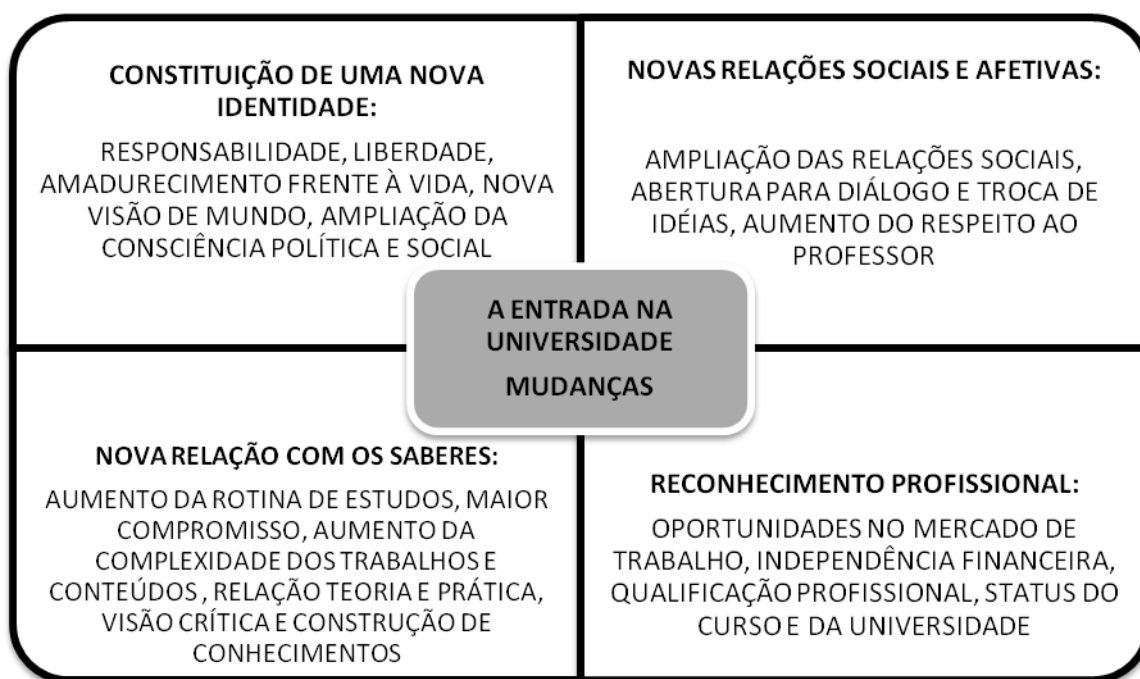 CONSTITUIÇÃO DE UMA NOVA
IDENTIDADE:
RESPONSABILIDADE, LIBERDADE,
AMADURECIMENTO FRENTE À VIDA, NOVA
VISÃO DE MUNDO, AMPLIAÇÃO DA
CONSCIÊNCIA POLÍTICA E SOCIAL
NOVAS RELAÇÕES SOCIAIS E AFETIVAS:
AMPLIAÇÃO DAS RELAÇÕES SOCIAIS,
ABERTURA PARA DIÁLOGO E TROCA DE
IDÉIAS, AUMENTO DO RESPEITO AO
PROFESSOR
A ENTRADA NA
UNIVERSIDADE
MUDANÇAS
NOVA RELAÇÃO COM OS SABERES:
AUMENTO DA ROTINA DE ESTUDOS, MAIOR
COMPROMISSO, AUMENTO DA
COMPLEXIDADE DOS TRABALHOS E
CONTEÚDOS , RELAÇÃO TEORIA E PRÁTICA,
VISÃO CRÍTICA E CONSTRUÇÃO DE
CONHECIMENTOS
RECONHECIMENTO PROFISSIONAL:
OPORTUNIDADES NO MERCADO DE
TRABALHO, INDEPENDÊNCIA FINANCEIRA,
QUALIFICAÇÃO PROFISSIONAL, STATUS DO
CURSO E DA UNIVERSIDADE